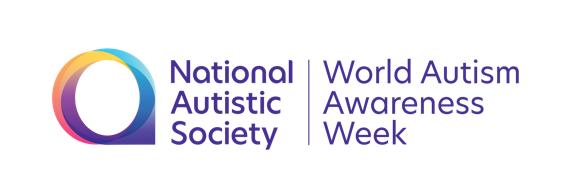 National
Autistic
Society
World Autism
Awareness
Week